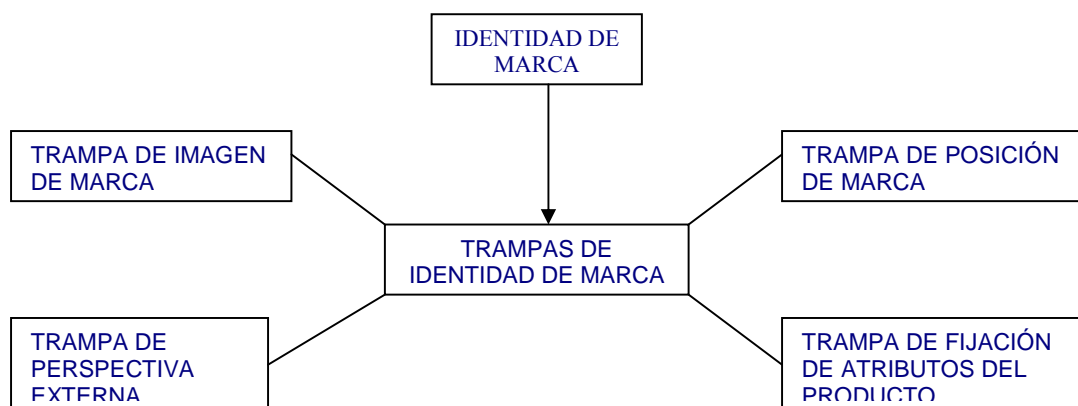 IDENTIDAD DE
MARCA
TRAMPA DE IMAGEN
DE MARCA
TRAMPA DE POSICIÓN
DE MARCA
TRAMPAS DE
IDENTIDAD DE MARCA
TRAMPA DE
PERSPECTIVA
EXTERNA
TRAMPA DE FIJACIÓN
DE ATRIBUTOS DEL
PRODUCTO